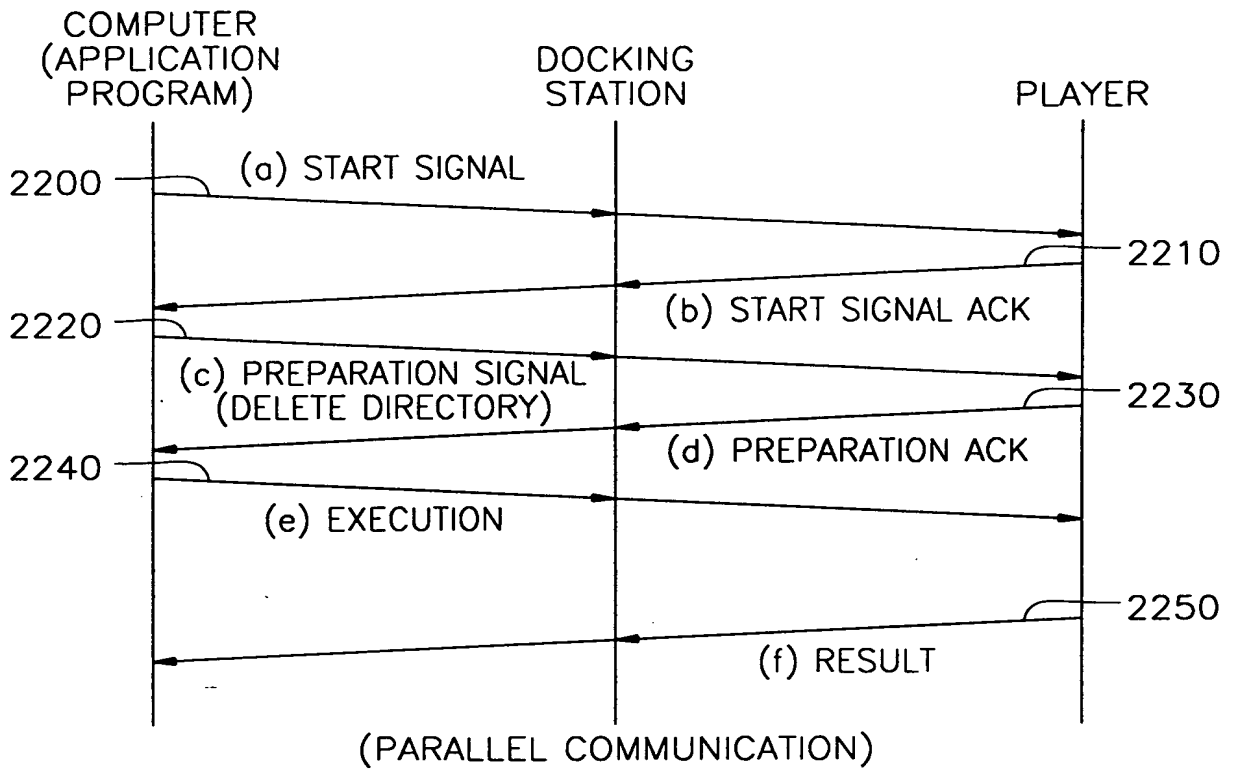 COMPUTER
(APPLICATION
PROGRAM)
DOCKING
STATION
PLAYER
2200
(a) START SIGNAL
2210
(b) START SIGNAL ACK
2220
(c) PREPARATION SIGNAL
(DELETE DIRECTORY)
2230
(d) PREPARATION ACK
2240
(e) EXECUTION
2250
(f) RESULT
(PARALLEL COMMUNICATION)